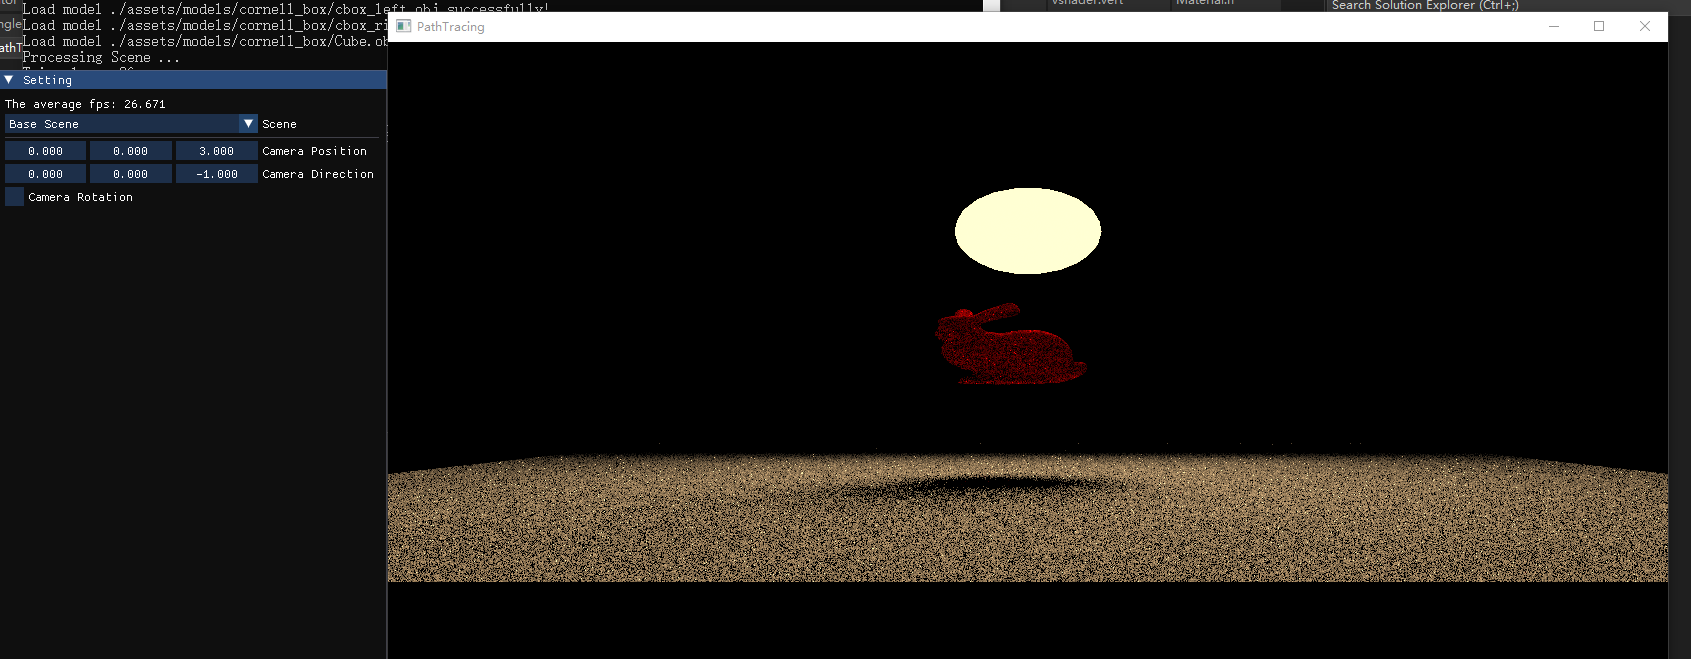 Load model ./assets/models/cornell_box/cbox_left.obj successfully!
Load model ./assets/models/cornell_box/cbox_ri
Load model ./assets/models/cornell_box/Cube.ob
Processing Scene ...
vshader.vert
Material.h
Search Solution Explorer (Ctrl+;)
PathTracing
Setting
The average fps: 26.671
Base Scene Scene
0.000 0.000 3.000 Camera Position
0.000 0.000 -1.000 Camera Direction
Camera Rotation